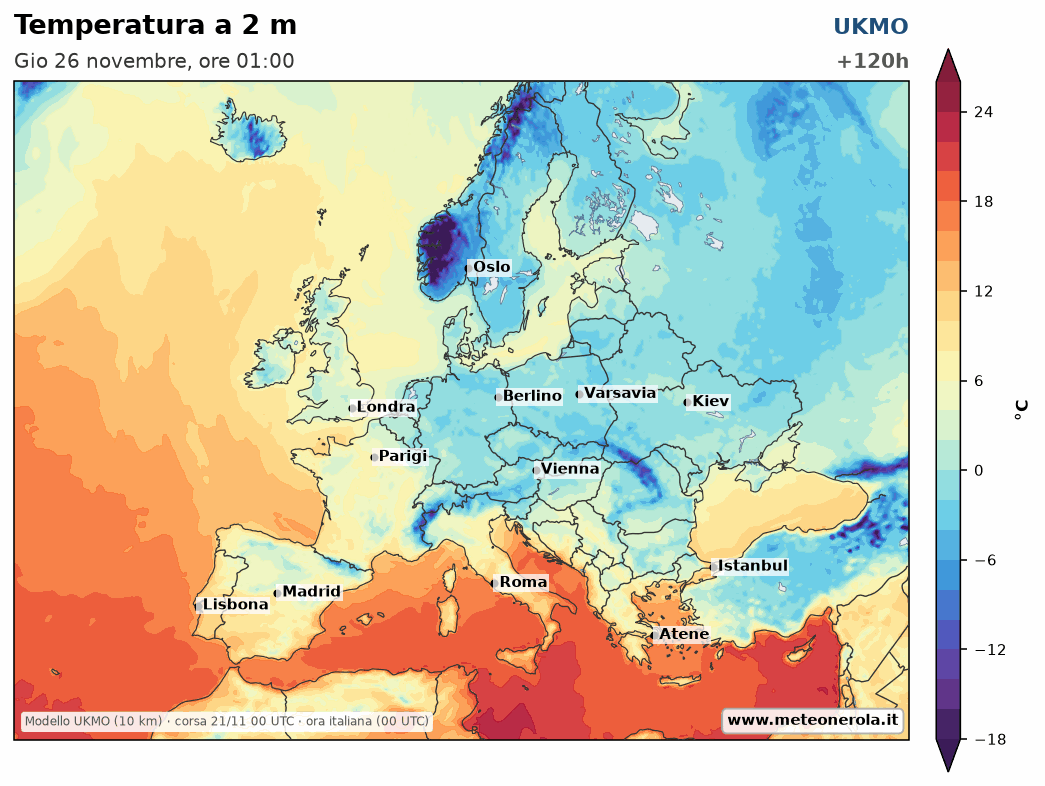 Temperatura a 2 m
UKMO
Gio 26 novembre, ore 01:00
+120h
24
18
12
6
0
−6
−12
−18
°C
Oslo
Londra
Berlino
Varsavia
Kiev
Parigi
Vienna
Istanbul
Roma
Madrid
Lisbona
Atene
Modello UKMO (10 km) · corsa 21/11 00 UTC · ora italiana (00 UTC)
www.meteonerola.it